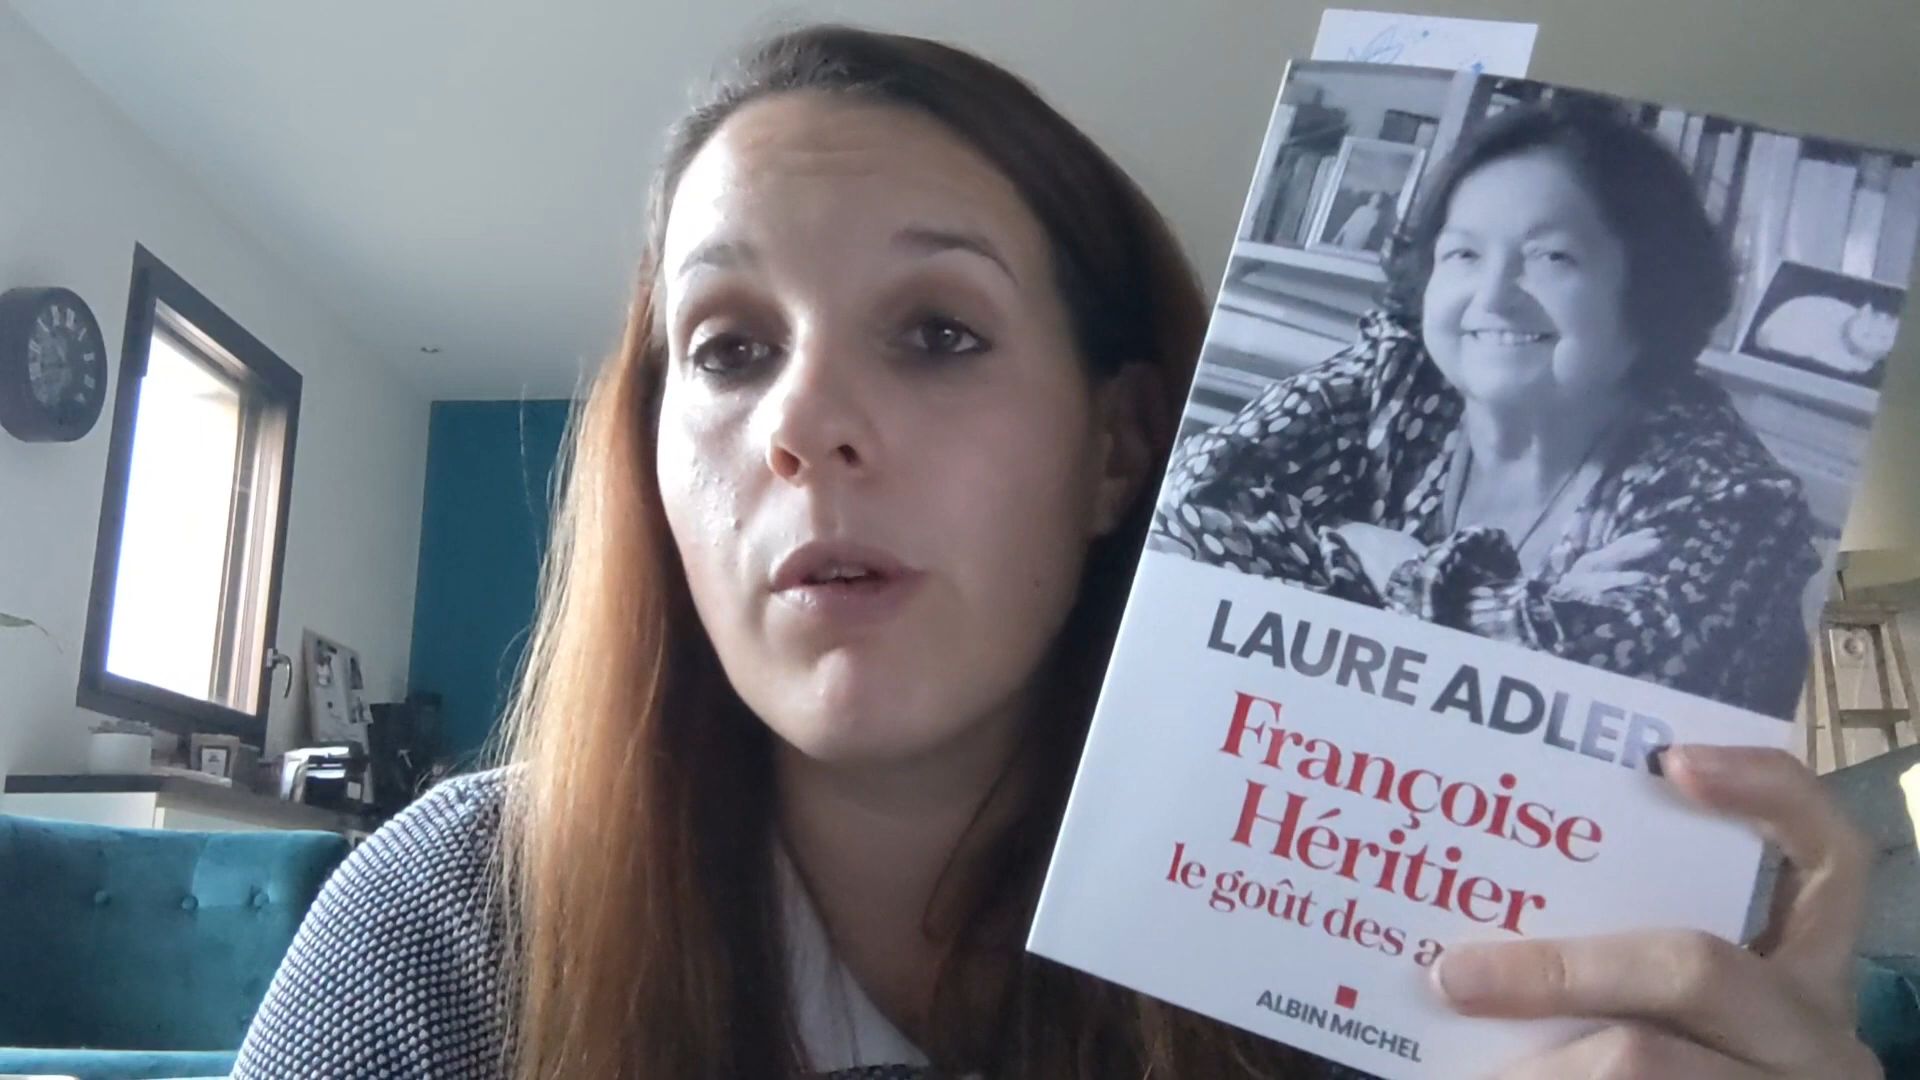 LAURE ADLER
Françoise
Héritier
le goût des a
ALBIN MICHEL